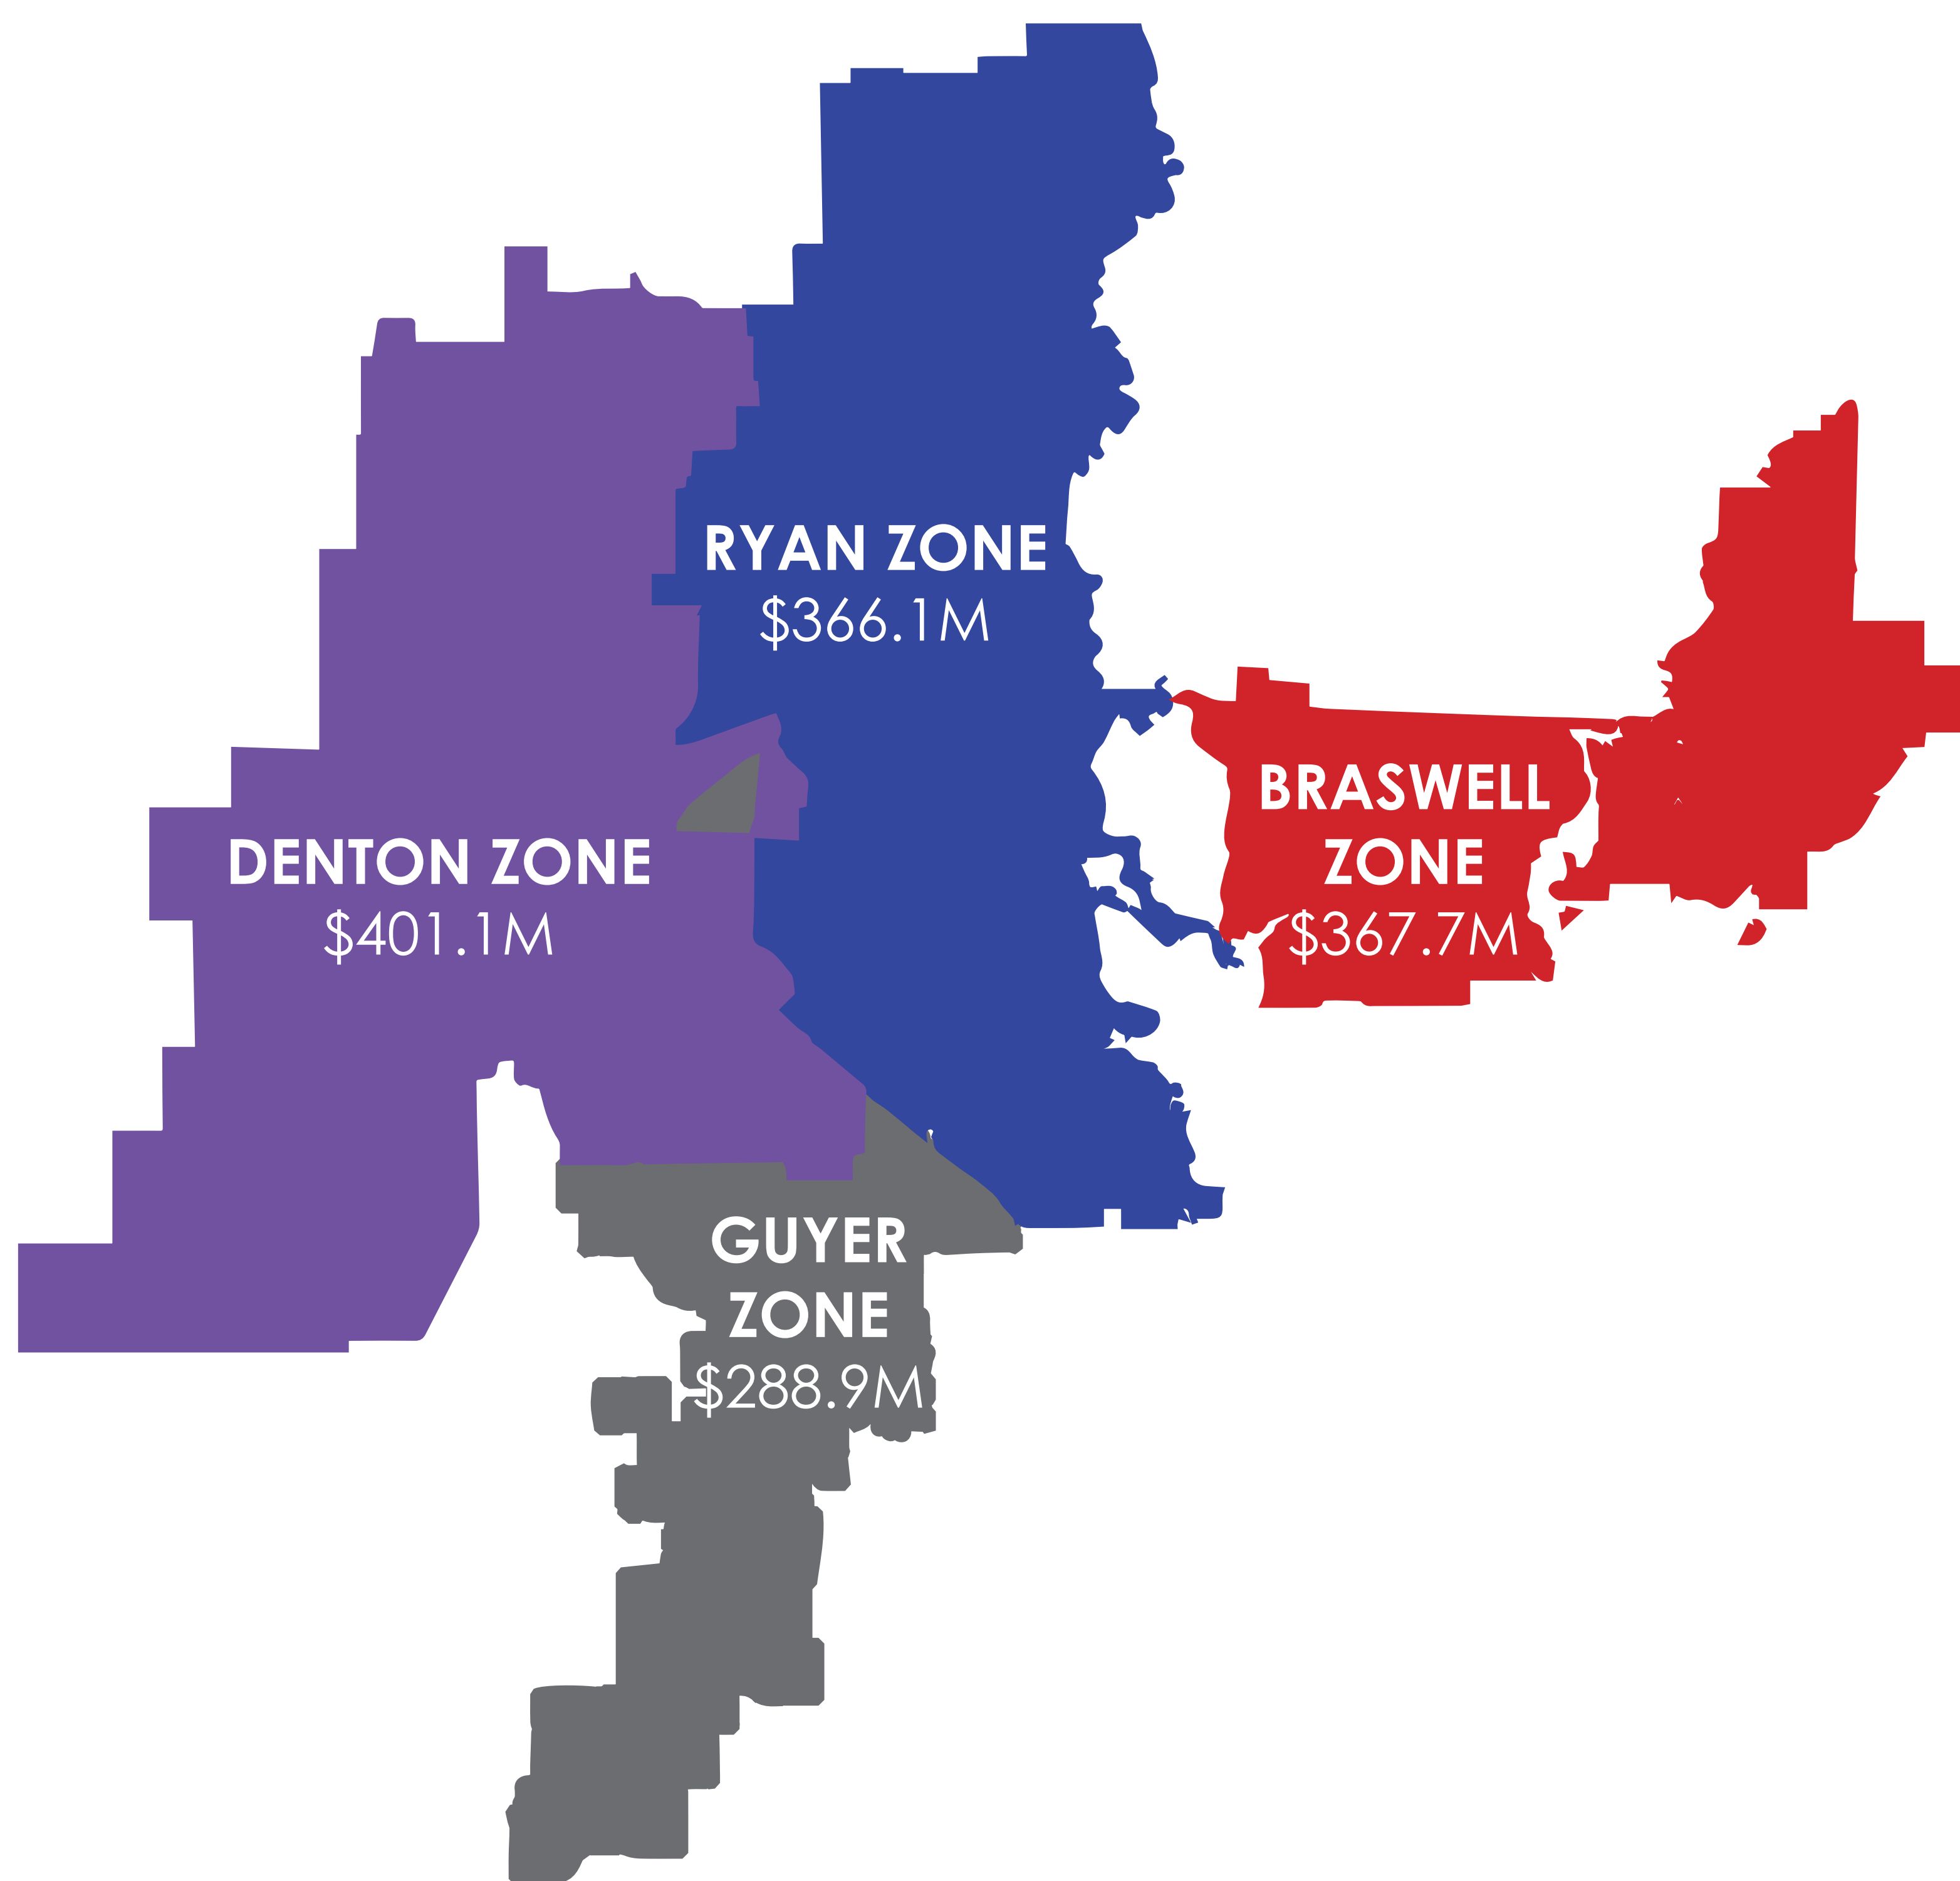 RYAN ZONE
$366.1M
BRASWELL
ZONE
$367.7M
DENTON ZONE
$401.1M
GUYER
ZONE
$288.9M